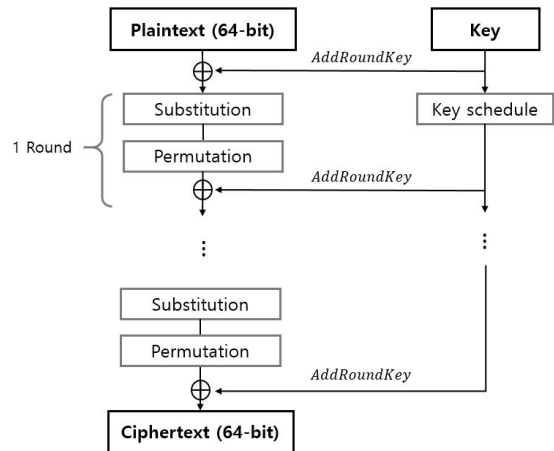 Plaintext (64-bit)
Key
AddRoundKey
Substitution
Key schedule
1 Round
Permutation
AddRoundKey
...
...
Substitution
Permutation
AddRoundKey
Ciphertext (64-bit)